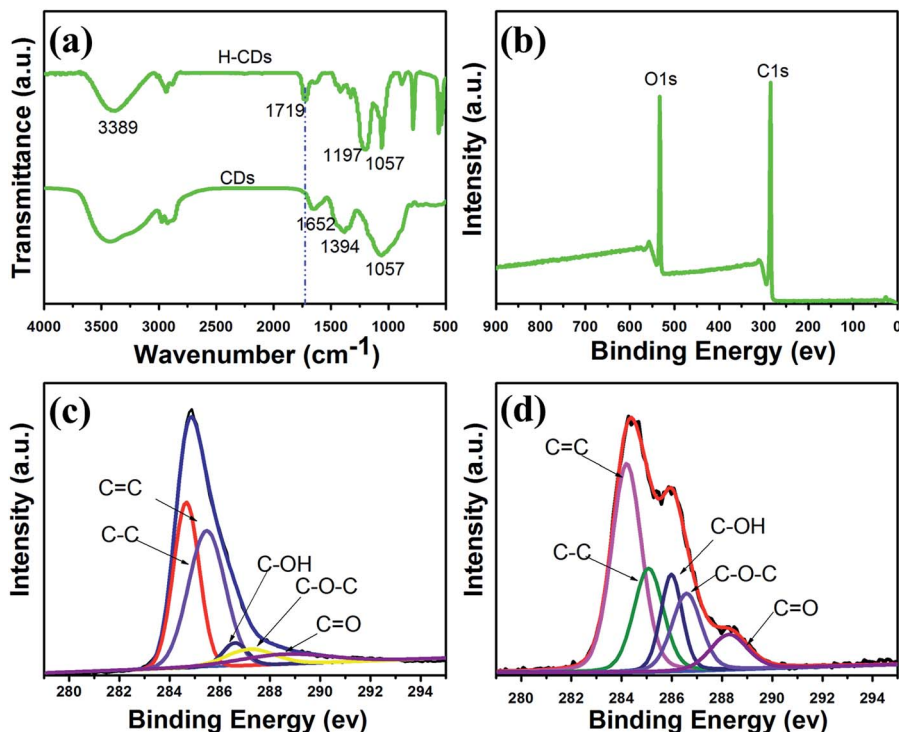 (a)
H-CDs
3389
1719
1197
1057
CDs
1652
1394
1057
Transmittance (a.u.)
4000 3500 3000 2500 2000 1500 1000 500
Wavenumber (cm⁻¹)
(b)
O1s
C1s
Intensity (a.u.)
900 800 700 600 500 400 300 200 100 0
Binding Energy (ev)
(c)
C=C
C-C
C-OH
C-O-C
C=O
Intensity (a.u.)
280 282 284 286 288 290 292 294
Binding Energy (ev)
(d)
C=C
C-C
C-OH
C-O-C
C=O
Intensity (a.u.)
280 282 284 286 288 290 292 294
Binding Energy (ev)